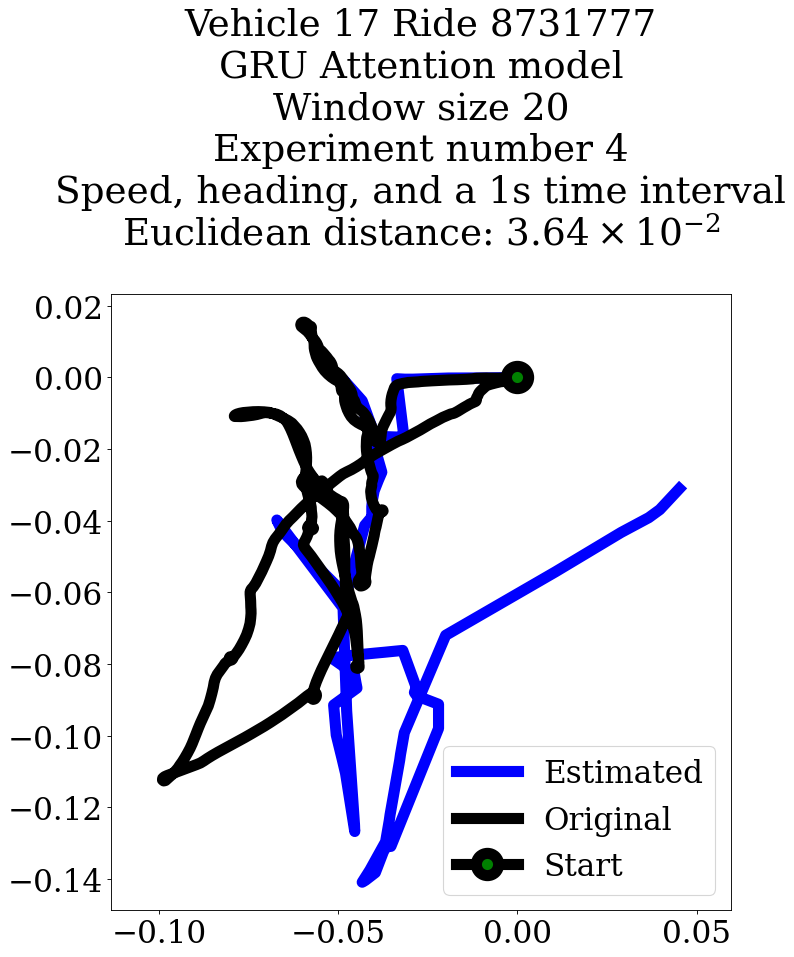 Vehicle 17 Ride 8731777
GRU Attention model
Window size 20
Experiment number 4
Speed, heading, and a 1s time interval
Euclidean distance: 3.64 × 10⁻²
0.02
0.00
−0.02
−0.04
−0.06
−0.08
−0.10
−0.12
−0.14
Estimated
Original
Start
−0.10
−0.05
0.00
0.05